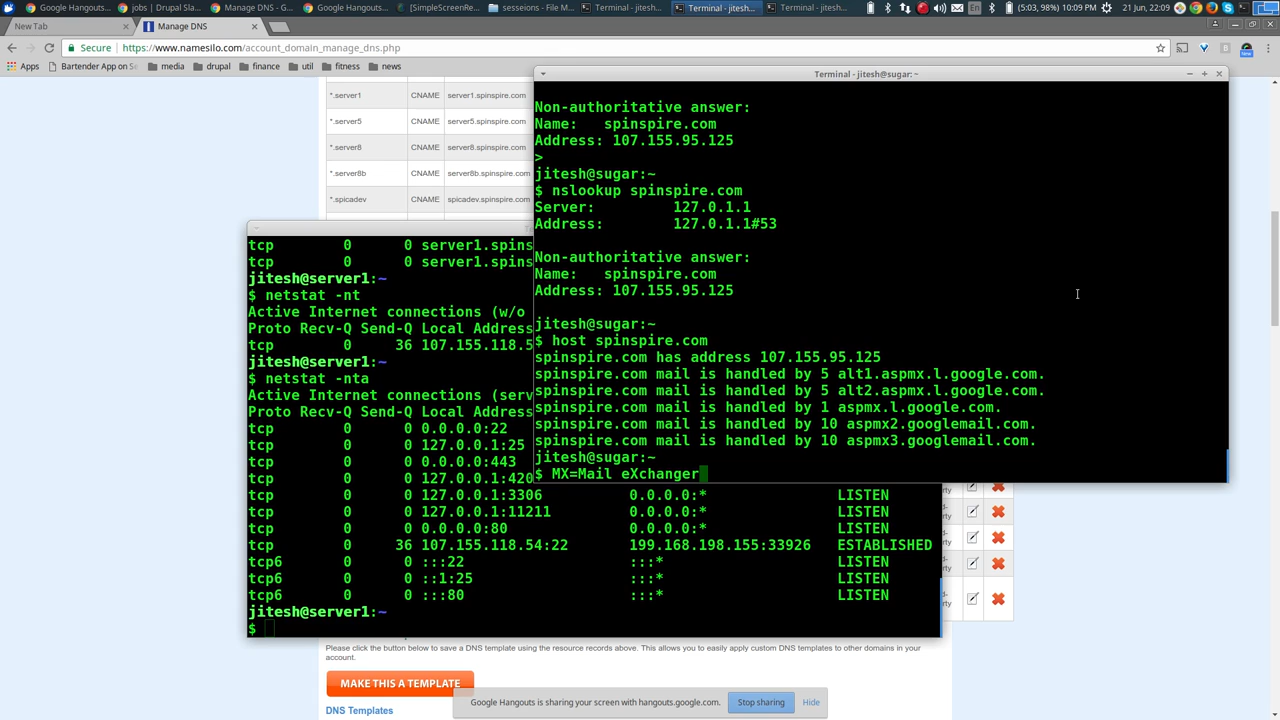 Google Hangouts...
jobs | Drupal Sla...
Manage DNS - G...
Google Hangouts...
[SimpleScreenRe...
sesseions - File M...
Terminal - jitesh...
Terminal - jitesh...
Terminal - jitesh...
(5:03, 98%) 10:09 PM
21 Jun, 22:09
New Tab
Manage DNS
Secure
https://www.namesilo.com/account_domain_manage_dns.php
Apps
Bartender App on Se
media
drupal
finance
util
fitness
news
*.server1 CNAME server1.spinspire.com
*.server5 CNAME server5.spinspire.com
*.server8 CNAME server8.spinspire.com
*.server8b CNAME server8b.spinspire.com
*.spicadev CNAME spicadev.spinspire.com
Terminal - jitesh@sugar: ~
Non-authoritative answer:
Name: spinspire.com
Address: 107.155.95.125
>
jitesh@sugar:~
$ nslookup spinspire.com
Server: 127.0.1.1
Address: 127.0.1.1#53
Non-authoritative answer:
Name: spinspire.com
Address: 107.155.95.125
jitesh@sugar:~
$ host spinspire.com
spinspire.com has address 107.155.95.125
spinspire.com mail is handled by 5 alt1.aspmx.l.google.com.
spinspire.com mail is handled by 5 alt2.aspmx.l.google.com.
spinspire.com mail is handled by 1 aspmx.l.google.com.
spinspire.com mail is handled by 10 aspmx2.googlemail.com.
spinspire.com mail is handled by 10 aspmx3.googlemail.com.
jitesh@sugar:~
$ MX=Mail eXchanger
tcp 0 0 server1.spins
tcp 0 0 server1.spins
jitesh@server1:~
$ netstat -nt
Active Internet connections (w/o
Proto Recv-Q Send-Q Local Address
tcp 0 36 107.155.118.5
jitesh@server1:~
$ netstat -nta
Active Internet connections (serv
Proto Recv-Q Send-Q Local Address
tcp 0 0 0.0.0.0:22
tcp 0 0 127.0.0.1:25
tcp 0 0 0.0.0.0:443
tcp 0 0 127.0.0.1:420
tcp 0 0 127.0.0.1:3306 0.0.0.0:* LISTEN
tcp 0 0 127.0.0.1:11211 0.0.0.0:* LISTEN
tcp 0 0 0.0.0.0:80 0.0.0.0:* LISTEN
tcp 0 36 107.155.118.54:22 199.168.198.155:33926 ESTABLISHED
tcp6 0 0 :::22 :::* LISTEN
tcp6 0 0 ::1:25 :::* LISTEN
tcp6 0 0 :::80 :::* LISTEN
jitesh@server1:~
$
Please click the button below to save a DNS template using the resource records above. This allows you to easily apply custom DNS templates to other domains in your
account.
MAKE THIS A TEMPLATE
DNS Templates
Google Hangouts is sharing your screen with hangouts.google.com.
Stop sharing
Hide